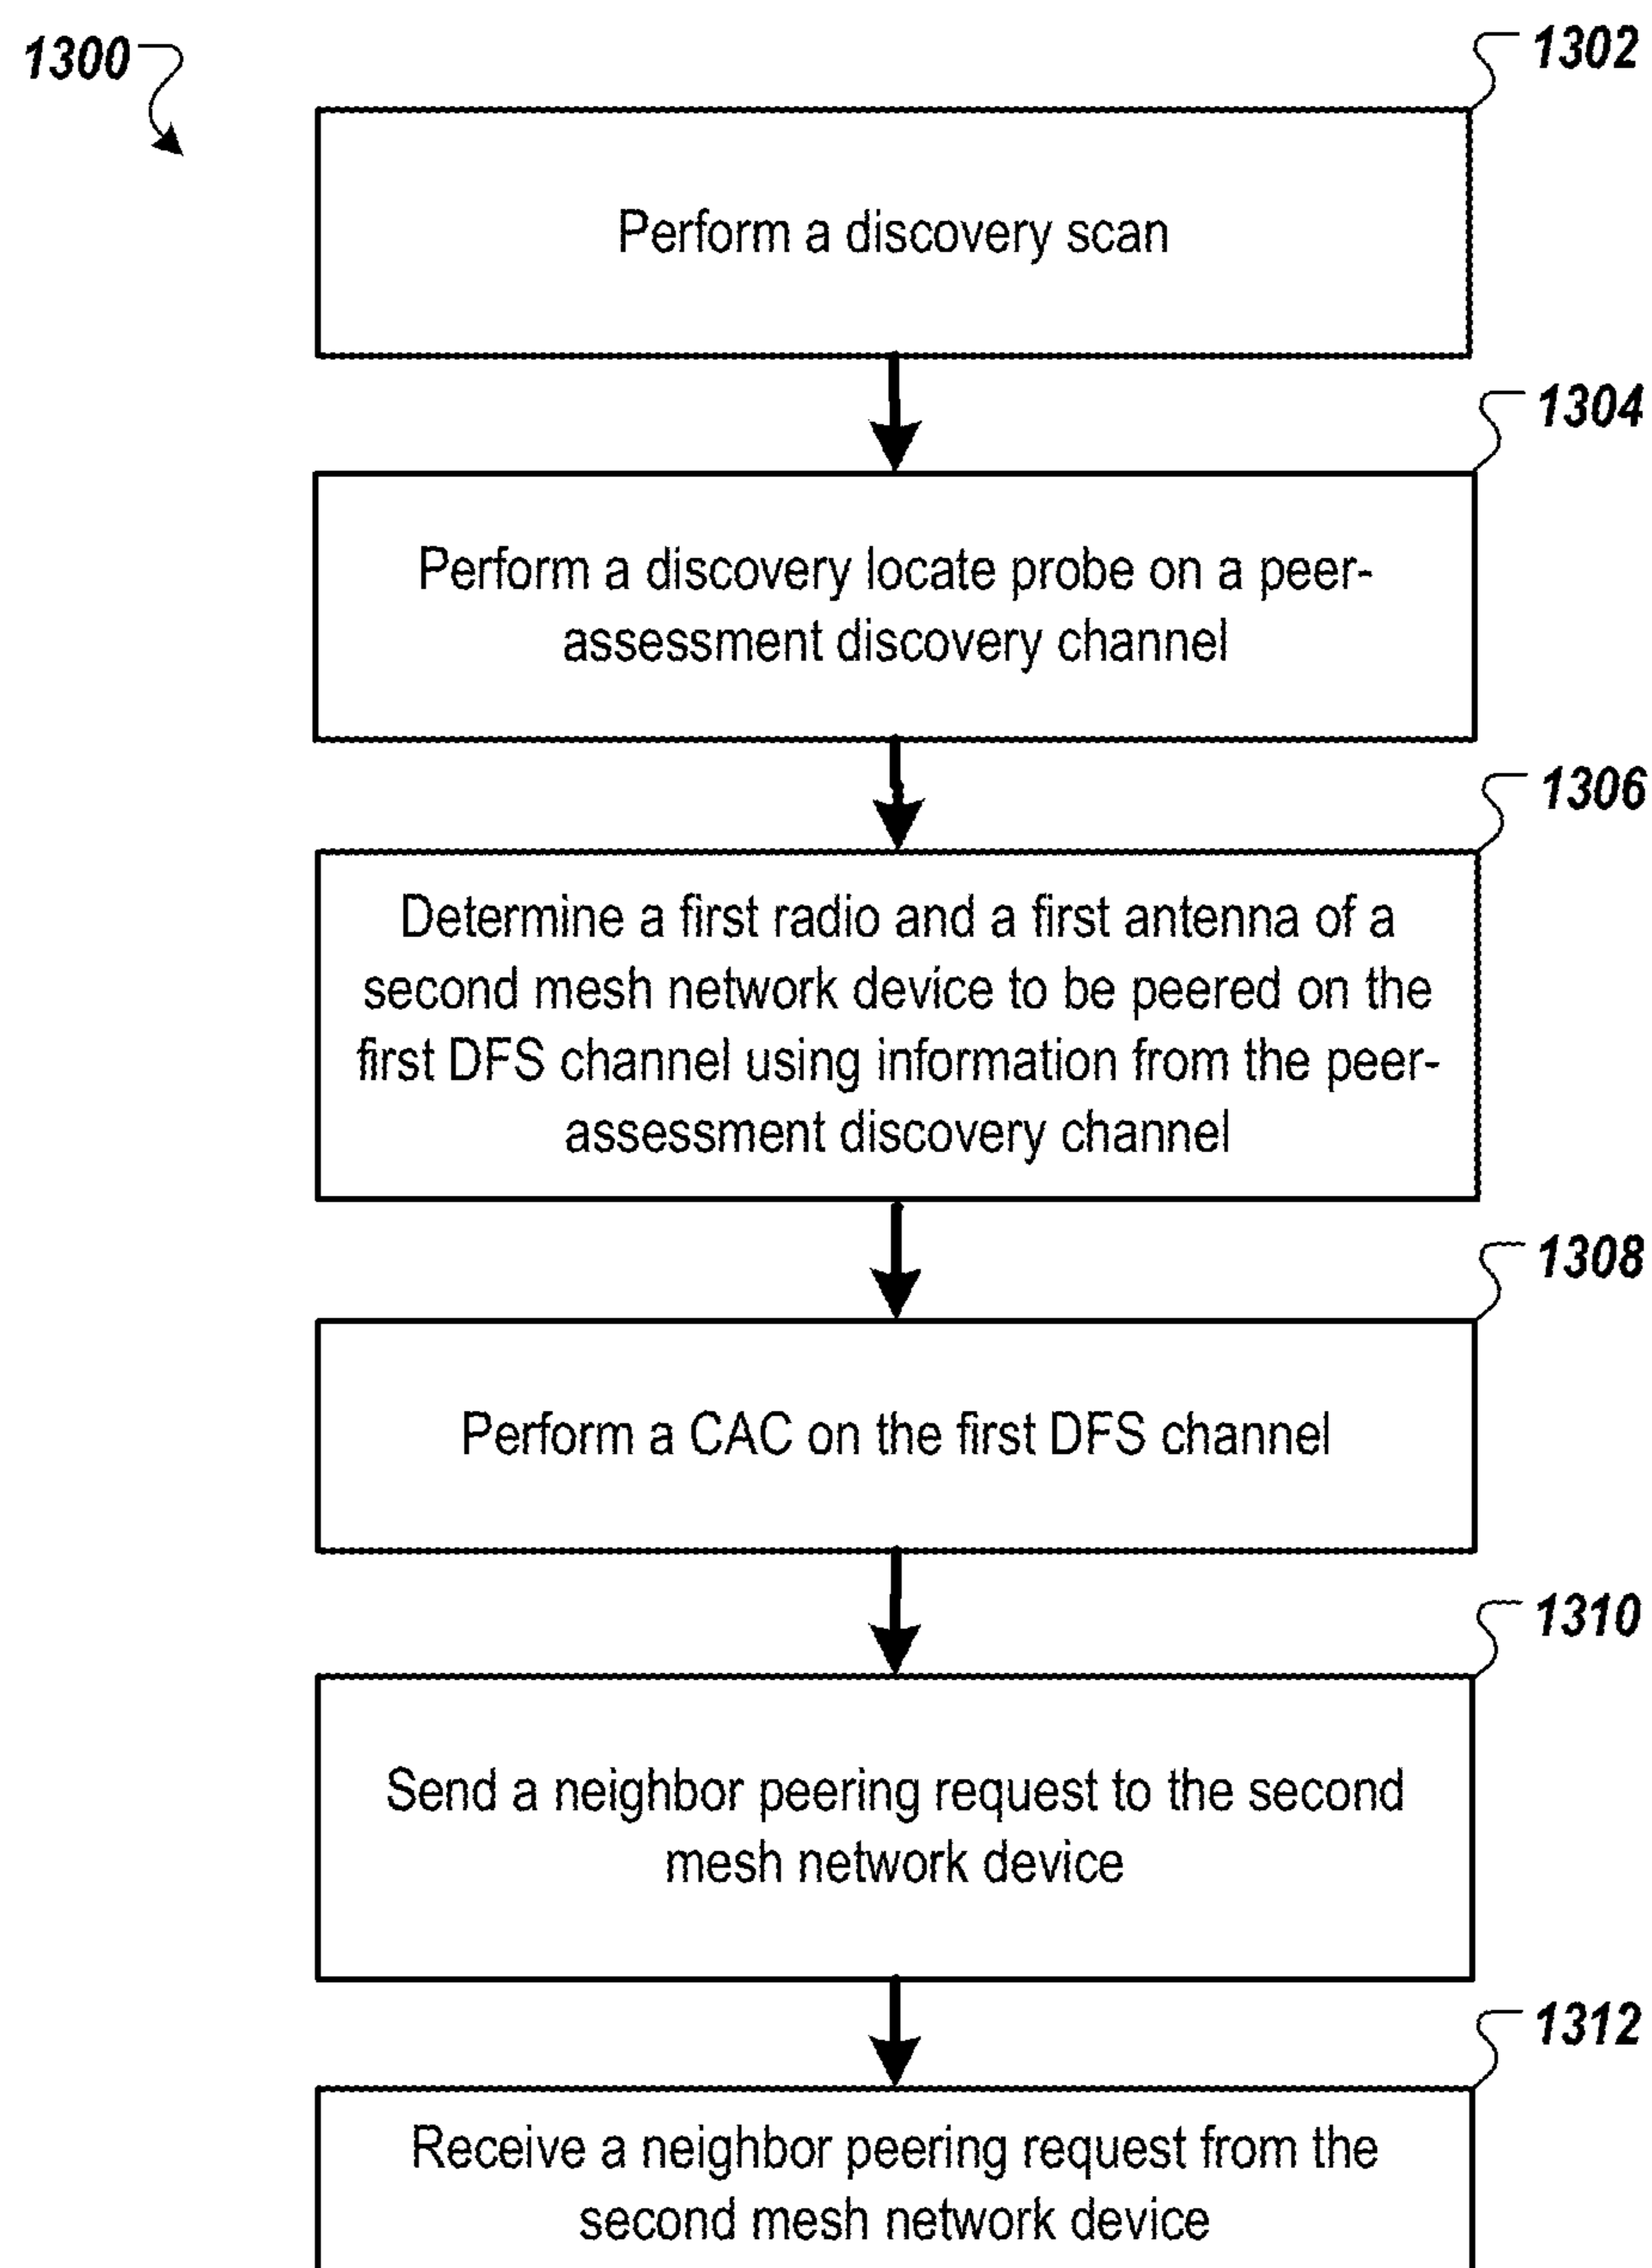 1300
1302
Perform a discovery scan
1304
Perform a discovery locate probe on a peer-
assessment discovery channel
1306
Determine a first radio and a first antenna of a
second mesh network device to be peered on the
first DFS channel using information from the peer-
assessment discovery channel
1308
Perform a CAC on the first DFS channel
1310
Send a neighbor peering request to the second
mesh network device
1312
Receive a neighbor peering request from the
second mesh network device